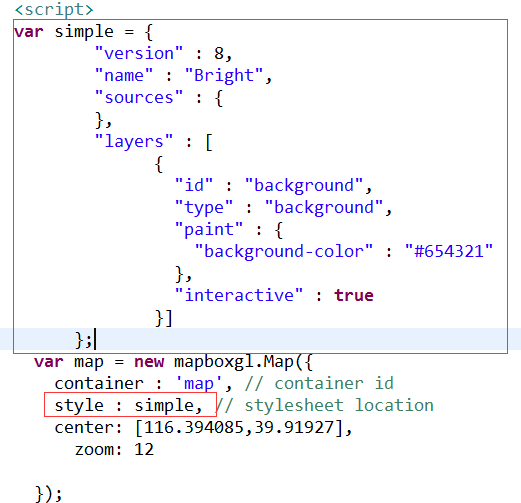 <script>
var simple = {
"version" : 8,
"name" : "Bright",
"sources" : {
},
"layers" : [
{
"id" : "background",
"type" : "background",
"paint" : {
"background-color" : "#654321"
},
"interactive" : true
}]
};
var map = new mapboxgl.Map({
container : 'map', // container id
style : simple, // stylesheet location
center: [116.394085,39.91927],
zoom: 12
});